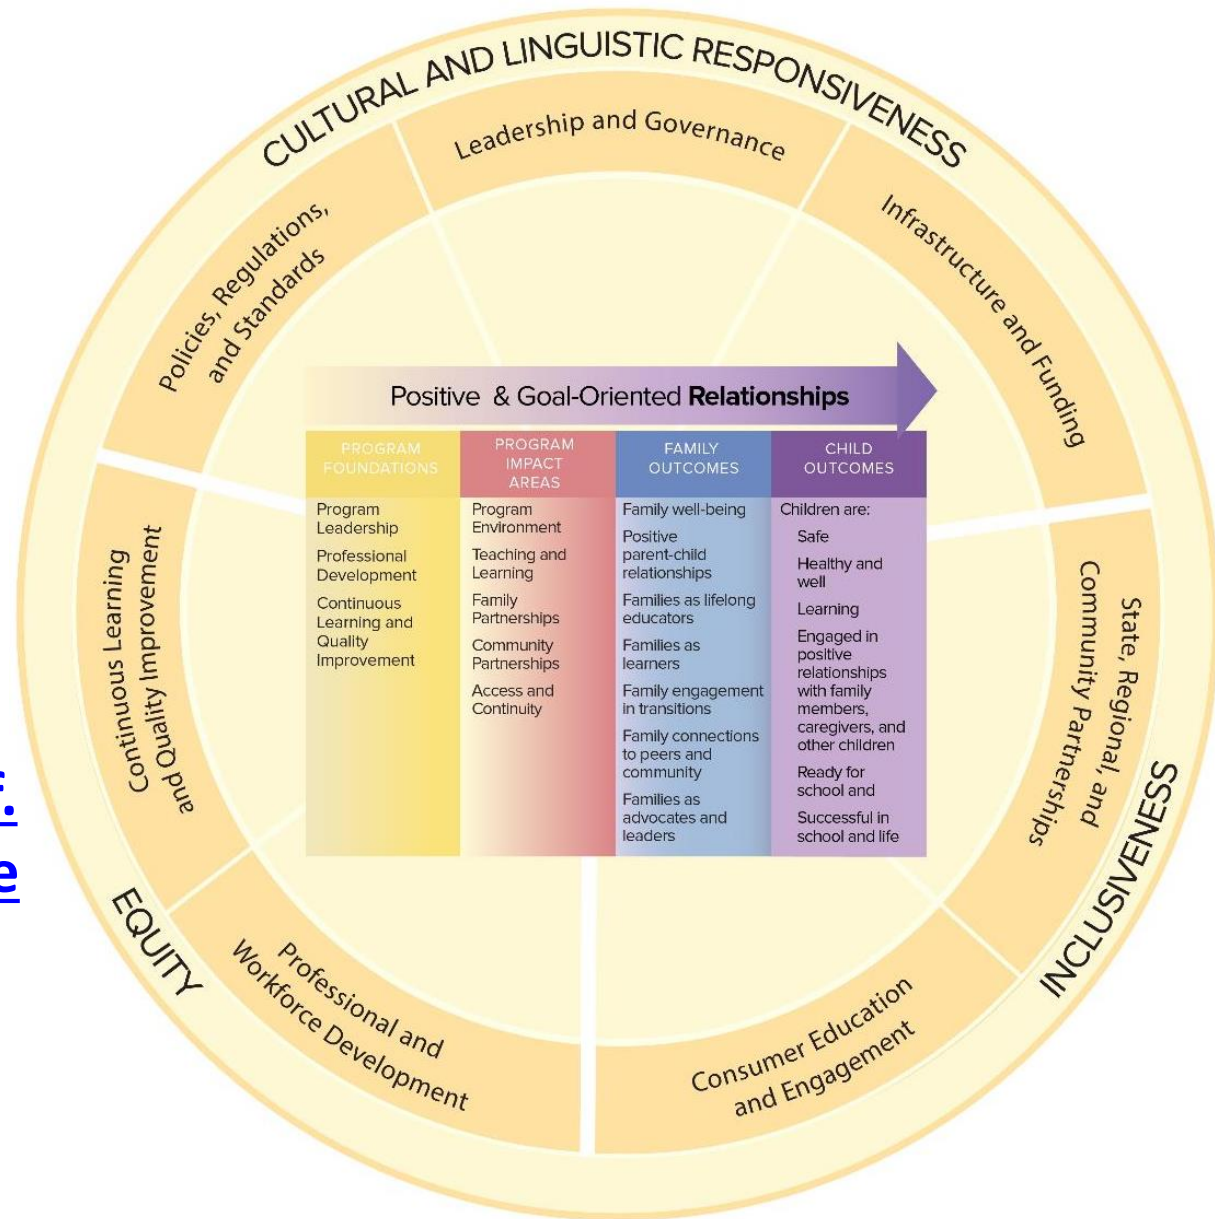 CULTURAL AND LINGUISTIC RESPONSIVENESS
Leadership and Governance
Policies, Regulations,
and Standards
Infrastructure and Funding
Positive & Goal-Oriented Relationships
PROGRAM
FOUNDATIONS
Program
Leadership
Professional
Development
Continuous
Learning and
Quality
Improvement
PROGRAM
IMPACT
AREAS
Program
Environment
Teaching and
Learning
Family
Partnerships
Community
Partnerships
Access and
Continuity
FAMILY
OUTCOMES
Family well-being
Positive
parent-child
relationships
Families as lifelong
educators
Families as
learners
Family engagement
in transitions
Family connections
to peers and
community
Families as
advocates and
leaders
CHILD
OUTCOMES
Children are:
Safe
Healthy and
well
Learning
Engaged in
positive
relationships
with family
members,
caregivers, and
other children
Ready for
school and
Successful in
school and life
Continuous Learning
and Quality Improvement
State, Regional, and
Community Partnerships
EQUITY
INCLUSIVENESS
Professional and
Workforce Development
Consumer Education
and Engagement